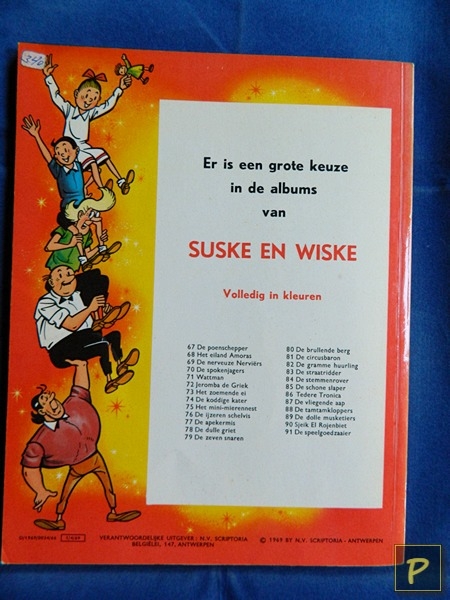 346
Er is een grote keuze
in de albums
van
SUSKE EN WISKE
Volledig in kleuren
67 De poenschepper
68 Het eiland Amoras
69 De nerveuze Nerviërs
70 De spokenjagers
71 Wattman
72 Jeromba de Griek
73 Het zoemende ei
74 De koddige kater
75 Het mini-mierennest
76 De ijzeren schelvis
77 De apekermis
78 De dulle griet
79 De zeven snaren
80 De brullende berg
81 De circusbaron
82 De gramme huurling
83 De straatridder
84 De stemmenrover
85 De schone slaper
86 Tedere Tronica
87 De vliegende aap
88 De tamtamkloppers
89 De dolle musketiers
90 Sjeik El Rojenbiet
91 De speelgoedzaaier
VERANTWOORDELIJKE UITGEVER : N.V. SCRIPTORIA
BELGIËLEI, 147, ANTWERPEN
© 1969 BY N.V. SCRIPTORIA - ANTWERPEN
P